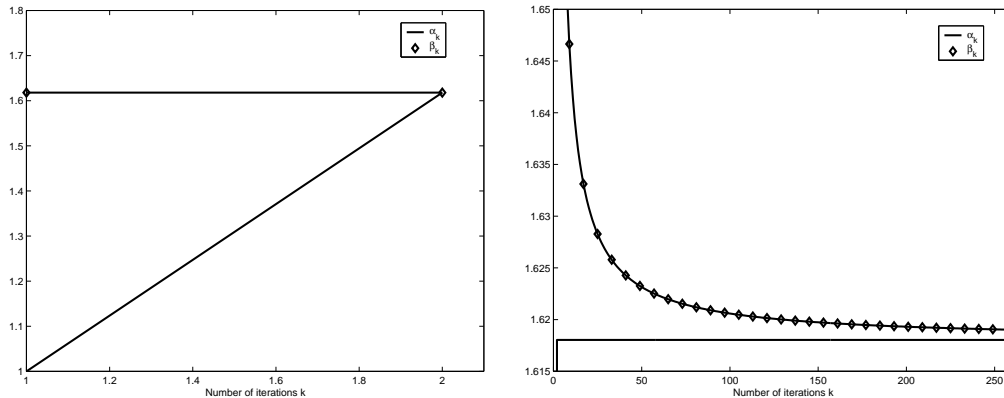 1.8
1.7
1.6
1.5
1.4
1.3
1.2
1.1
1
1 1.2 1.4 1.6 1.8 2
Number of iterations k
α_k
β_k
1.65
1.645
1.64
1.635
1.63
1.625
1.62
1.615
0 50 100 150 200 250
Number of iterations k
α_k
β_k